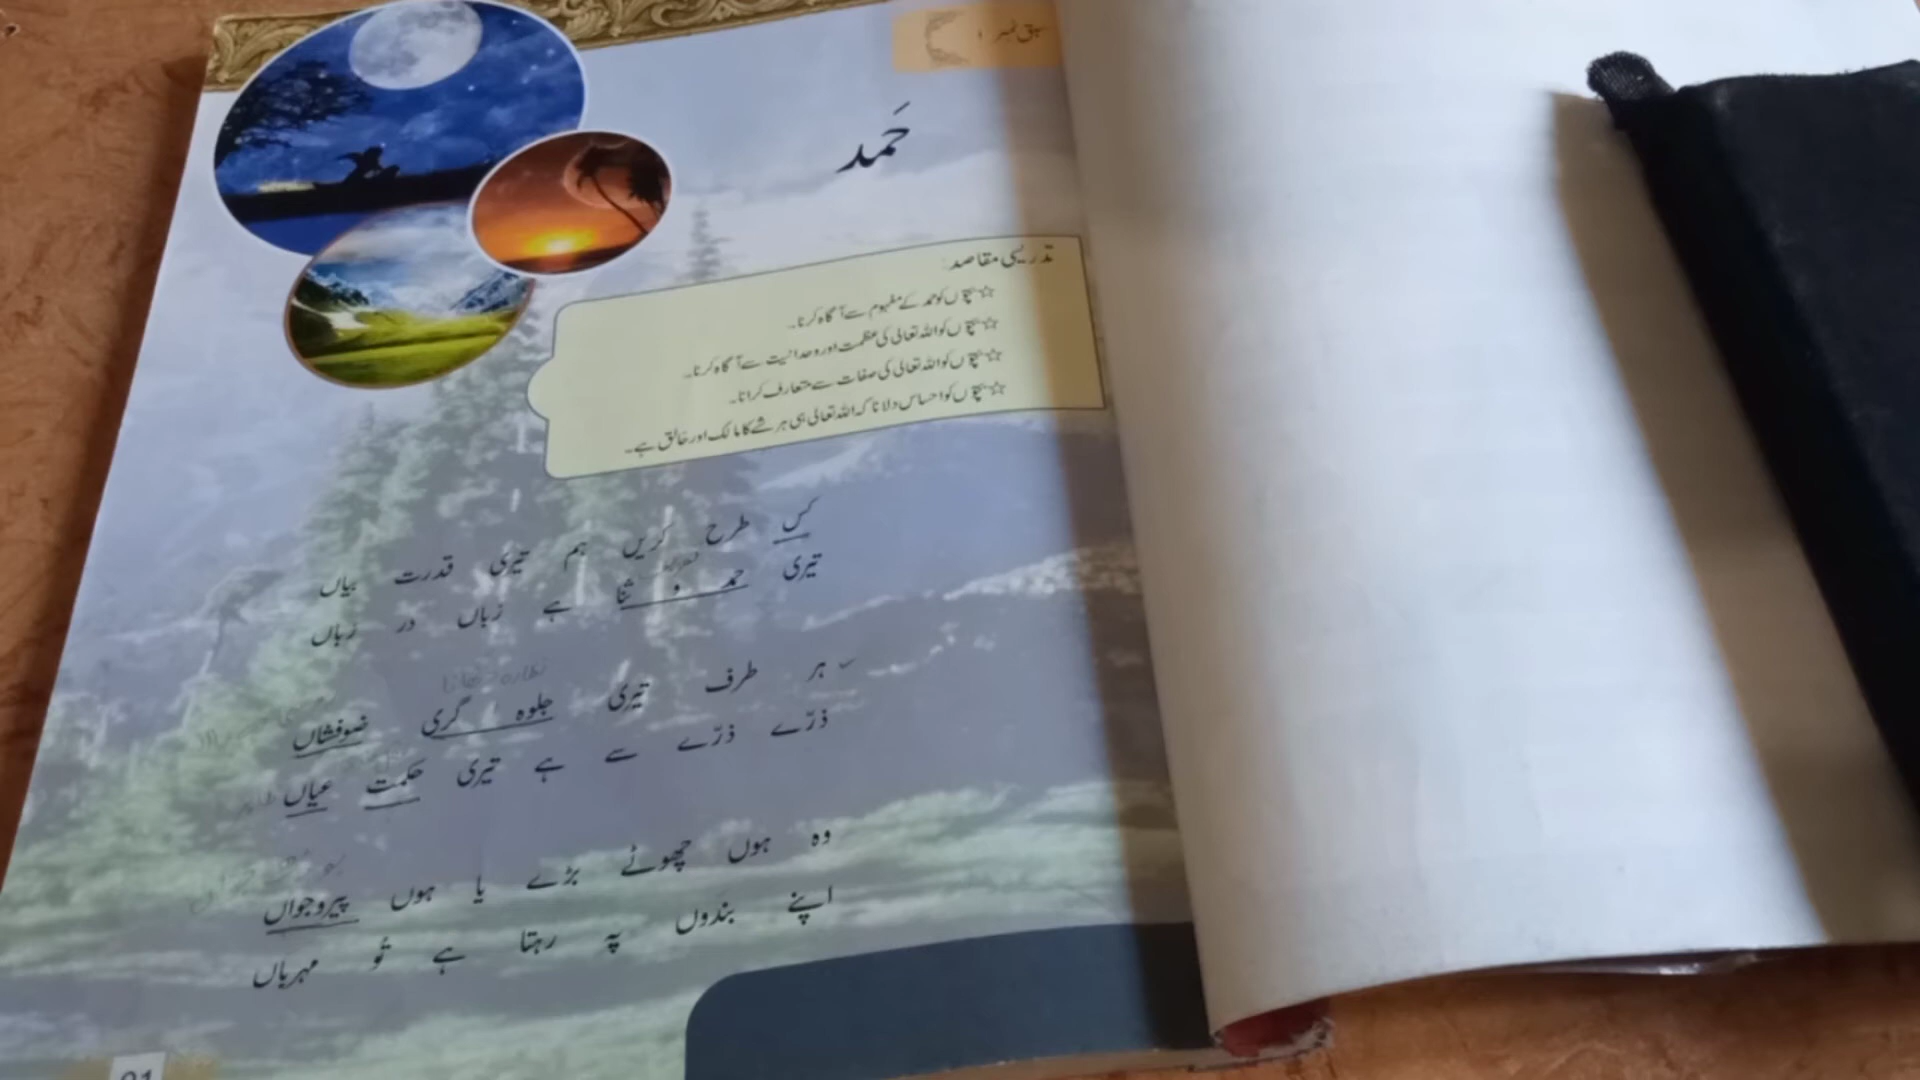 سبق نمبر ۱
حَمد
تدریسی مقاصد:
☆ بچّوں کو حمد کے مفہوم سے آگاہ کرنا۔
☆ بچّوں کو اللہ تعالی کی عظمت اور وحدانیت سے آگاہ کرنا۔
☆ بچّوں کو اللہ تعالی کی صفات سے متعارف کرانا۔
☆ بچّوں کو احساس دلانا کہ اللہ تعالی ہی ہر شے کا مالک اور خالق ہے۔
کس طرح کریں ہم تیری قدرت بیاں
تیری حمد و ثنا ہے زباں در زباں
ہر طرف تیری جلوہ گری ضوفشاں
ذرّے ذرّے سے ہے تیری حکمت عیاں
وہ ہوں چھوٹے بڑے یا ہوں پیروجواں
اپنے بندوں پہ رہتا ہے تُو مہرباں
01